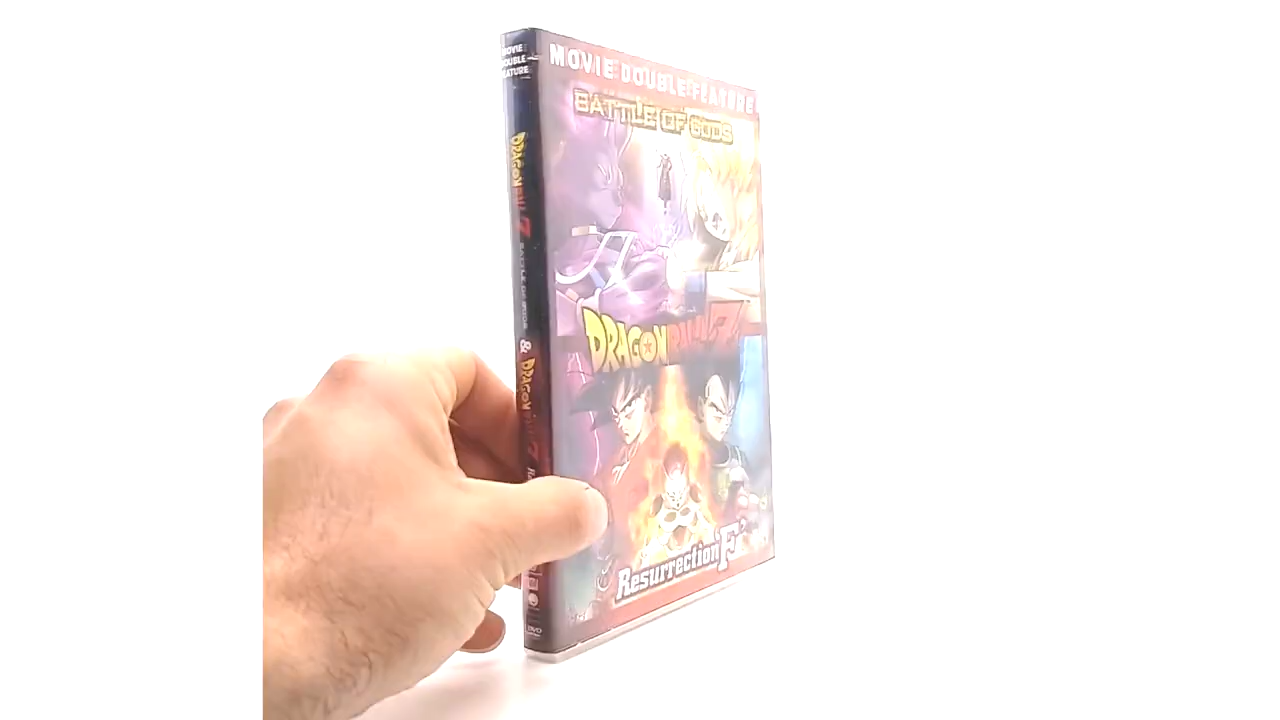 MOVIE
DOUBLE
FEATURE
DRAGON BALL Z
BATTLE OF GODS
&
DRAGON BALL Z
DVD
MOVIE DOUBLE FEATURE
BATTLE OF GODS
DRAGON BALL Z
Resurrection 'F'